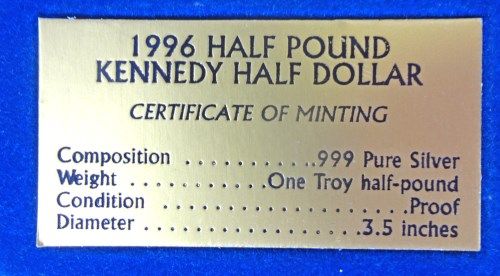 1996 HALF POUND
KENNEDY HALF DOLLAR
CERTIFICATE OF MINTING
Composition . . . . . . . . . . .999 Pure Silver
Weight . . . . . . . . . . . .One Troy half-pound
Condition . . . . . . . . . . . . . . . . . . .Proof
Diameter . . . . . . . . . . . . . . . .3.5 inches